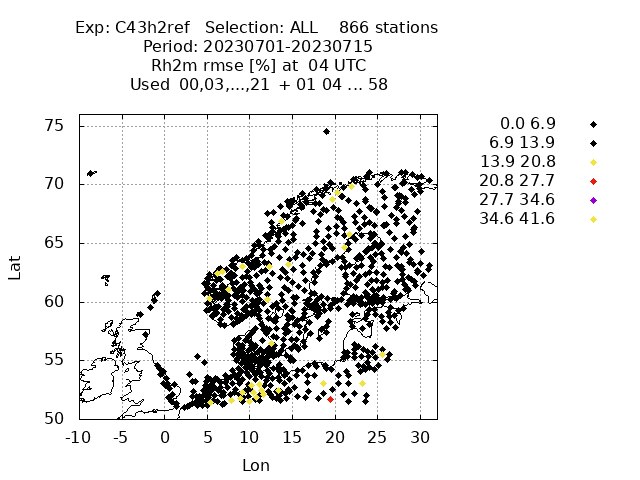 Exp: C43h2ref   Selection: ALL    866 stations
Period: 20230701-20230715
Rh2m rmse [%] at  04 UTC
Used  00,03,...,21  + 01 04 ... 58
0.0 6.9
6.9 13.9
13.9 20.8
20.8 27.7
27.7 34.6
34.6 41.6
75
70
65
60
55
50
Lat
-10 -5 0 5 10 15 20 25 30
Lon